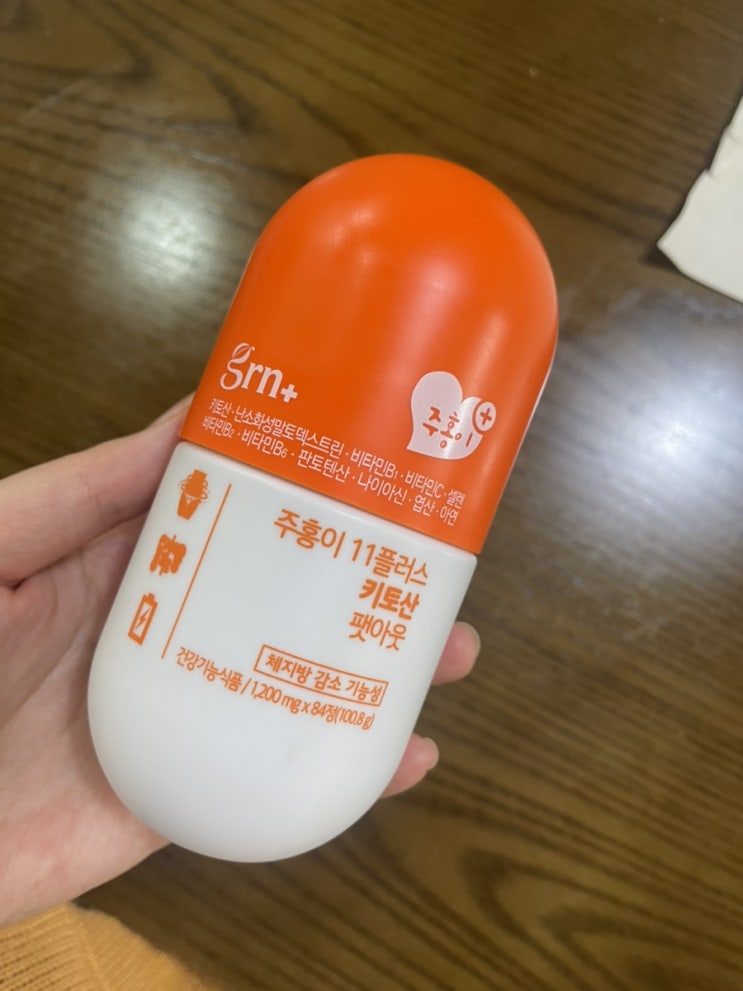 grn+
주홍이+
키토산·난소화성말토덱스트린·비타민B₁·비타민C·셀렌
비타민B₂·비타민B₆·판토텐산·나이아신·엽산·아연
주홍이 11플러스
키토산
팻아웃
체지방 감소 기능성
건강기능식품 / 1,200 mg x 84정(100.8 g)